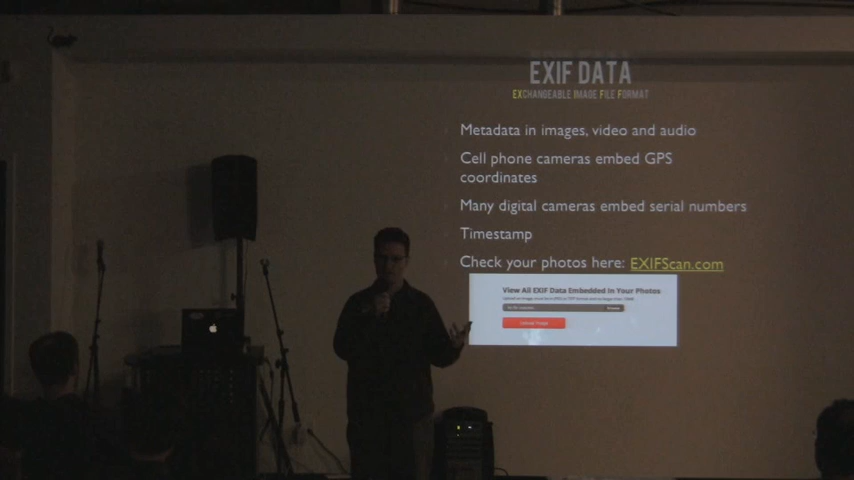 EXIF DATA
EXCHANGEABLE IMAGE FILE FORMAT
Metadata in images, video and audio
Cell phone cameras embed GPS
coordinates
Many digital cameras embed serial numbers
Timestamp
Check your photos here: EXIFScan.com
View All EXIF Data Embedded In Your Photos
Upload Image